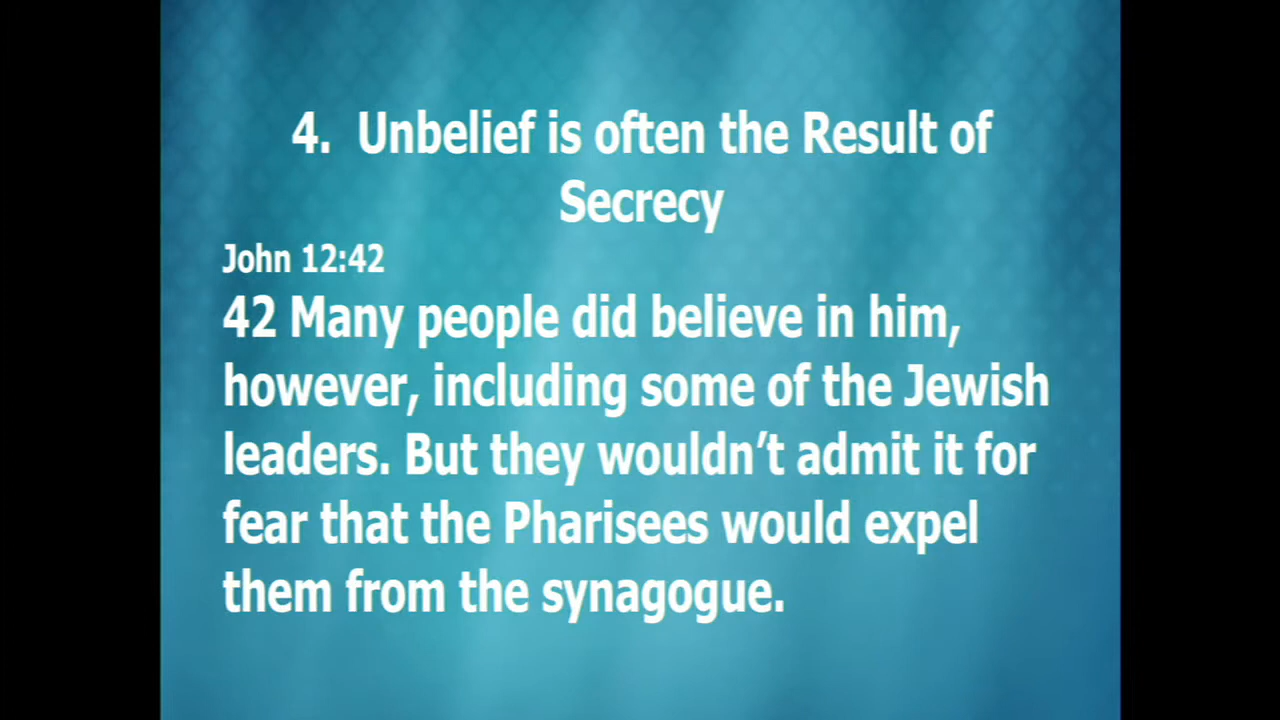 4.  Unbelief is often the Result of
Secrecy
John 12:42
42 Many people did believe in him,
however, including some of the Jewish
leaders. But they wouldn’t admit it for
fear that the Pharisees would expel
them from the synagogue.